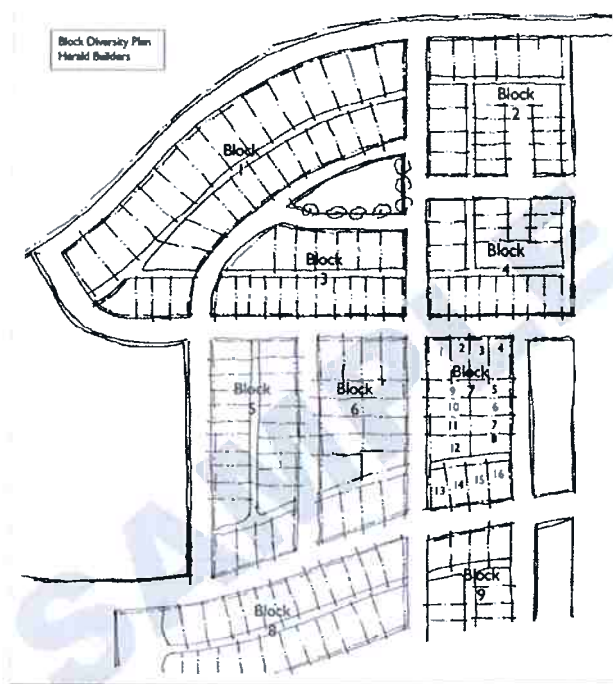 Block Diversity Plan
Herald Builders
Block
1
Block
2
Block
3
Block
4
Block
5
Block
6
1 2 3 4
Block
7
9 5
10 6
11 7
8
12
13 14 15 16
Block
8
Block
9
SAMPLE